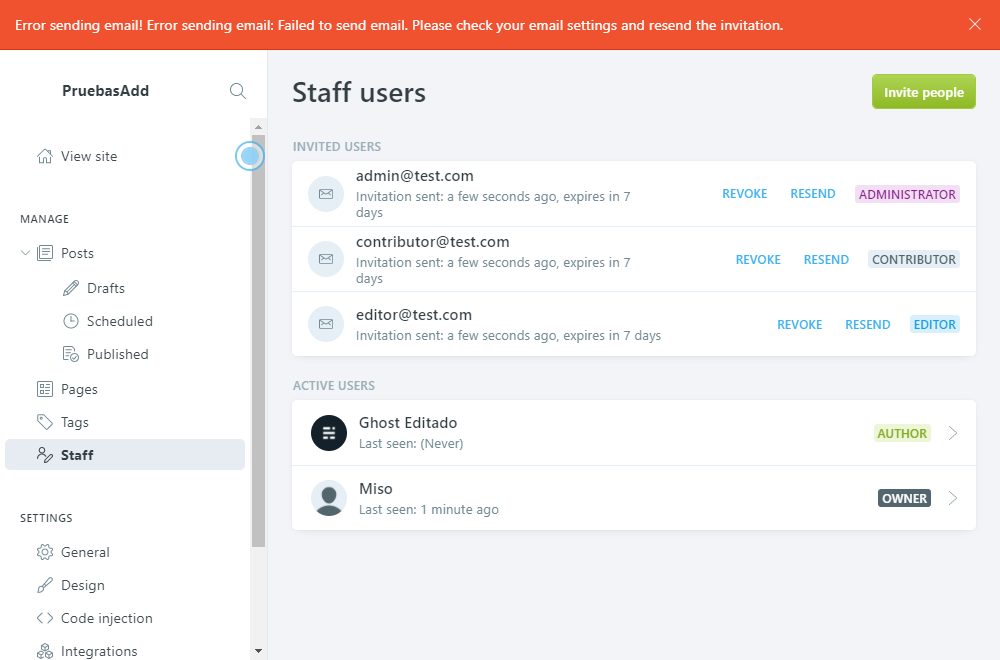 Error sending email! Error sending email: Failed to send email. Please check your email settings and resend the invitation.
PruebasAdd
View site
MANAGE
Posts
Drafts
Scheduled
Published
Pages
Tags
Staff
SETTINGS
General
Design
Code injection
Integrations
Staff users
Invite people
INVITED USERS
admin@test.com
Invitation sent: a few seconds ago, expires in 7
days
REVOKE RESEND ADMINISTRATOR
contributor@test.com
Invitation sent: a few seconds ago, expires in 7
days
REVOKE RESEND CONTRIBUTOR
editor@test.com
Invitation sent: a few seconds ago, expires in 7 days
REVOKE RESEND EDITOR
ACTIVE USERS
Ghost Editado
Last seen: (Never)
AUTHOR
Miso
Last seen: 1 minute ago
OWNER